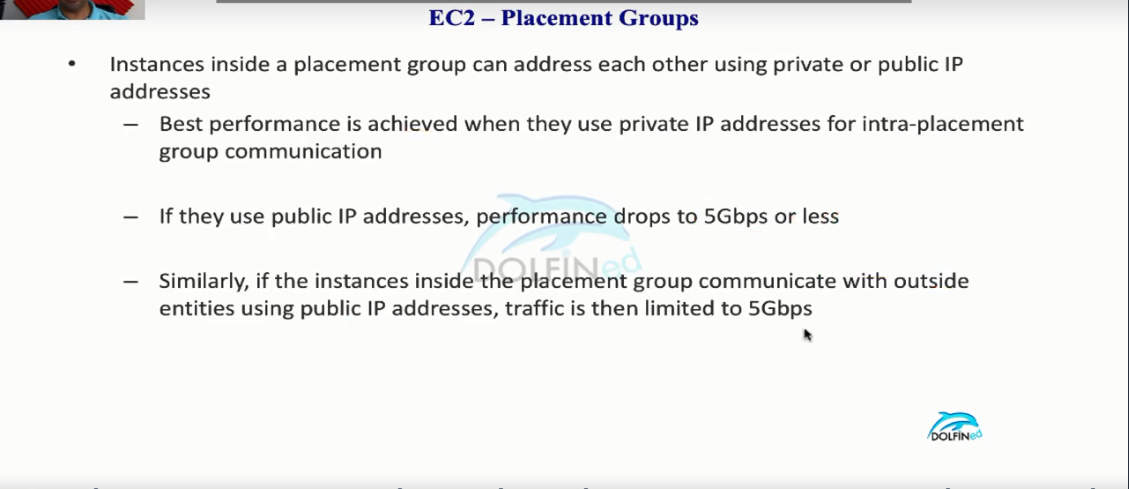 EC2 – Placement Groups
• Instances inside a placement group can address each other using private or public IP
addresses
– Best performance is achieved when they use private IP addresses for intra-placement
group communication
– If they use public IP addresses, performance drops to 5Gbps or less
DOLFINed
– Similarly, if the instances inside the placement group communicate with outside
entities using public IP addresses, traffic is then limited to 5Gbps
DOLFINed